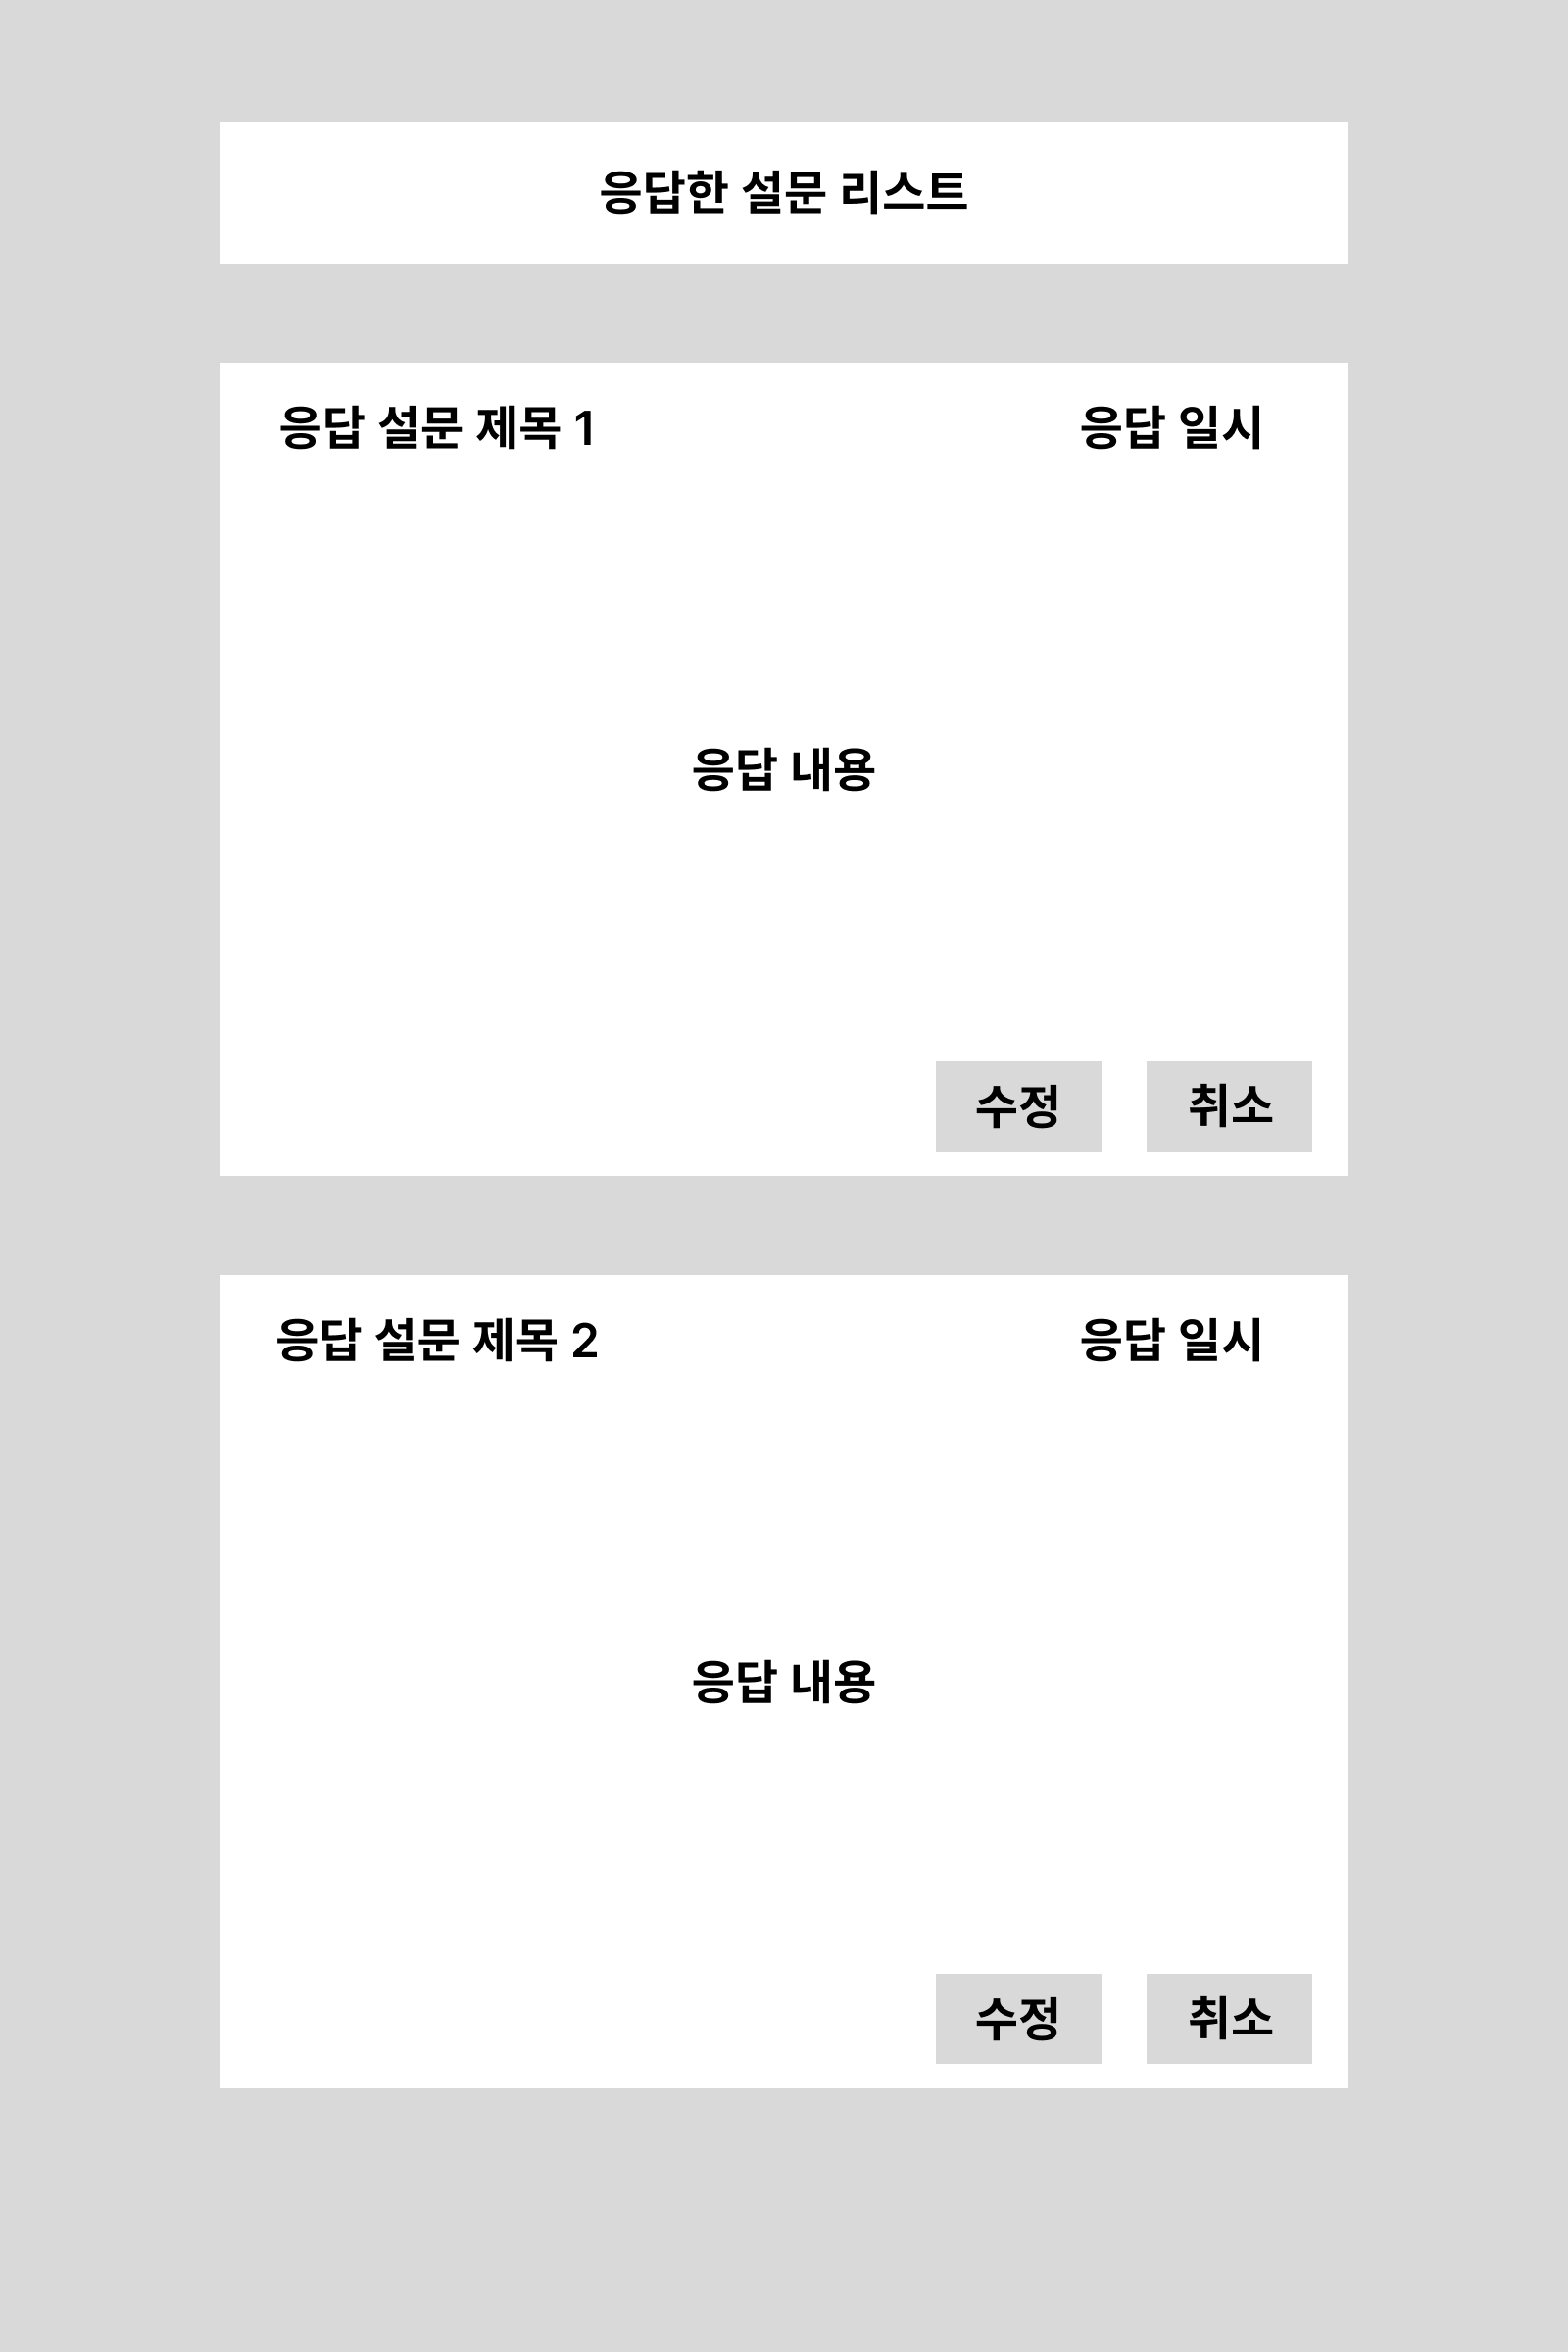 응답한 설문 리스트
응답 설문 제목 1
응답 일시
응답 내용
수정
취소
응답 설문 제목 2
응답 일시
응답 내용
수정
취소